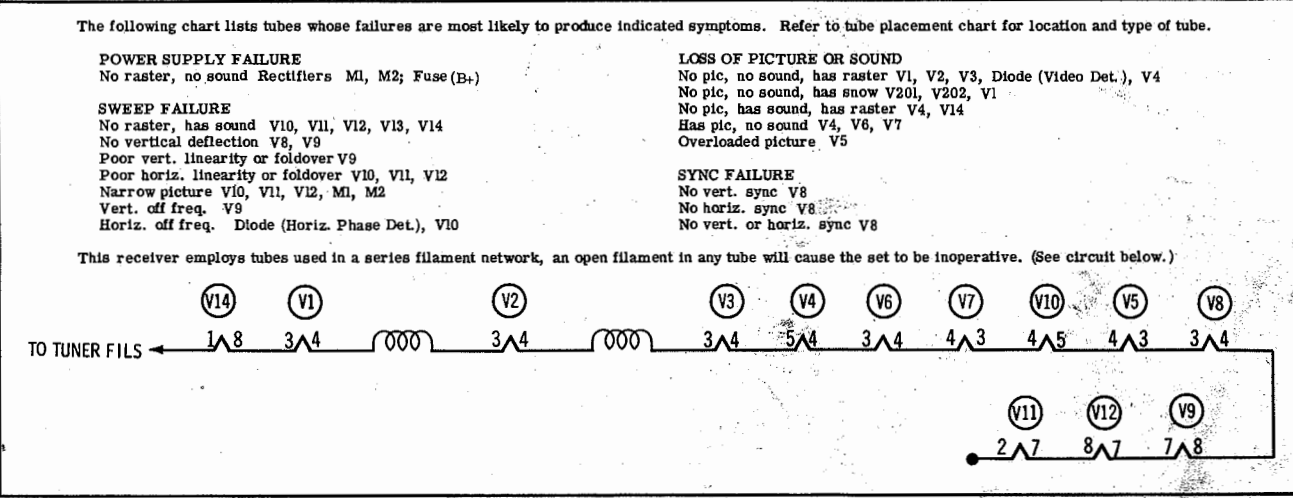 The following chart lists tubes whose failures are most likely to produce indicated symptoms. Refer to tube placement chart for location and type of tube.
POWER SUPPLY FAILURE
No raster, no sound Rectifiers M1, M2; Fuse (B+)
SWEEP FAILURE
No raster, has sound V10, V11, V12, V13, V14
No vertical deflection V8, V9
Poor vert. linearity or foldover V9
Poor horiz. linearity or foldover V10, V11, V12
Narrow picture V10, V11, V12, M1, M2
Vert. off freq. V9
Horiz. off freq. Diode (Horiz. Phase Det.), V10
LOSS OF PICTURE OR SOUND
No pic, no sound, has raster V1, V2, V3, Diode (Video Det.), V4
No pic, no sound, has snow V201, V202, V1
No pic, has sound, has raster V4, V14
Has pic, no sound V4, V6, V7
Overloaded picture V5
SYNC FAILURE
No vert. sync V8
No horiz. sync V8
No vert. or horiz. sync V8
This receiver employs tubes used in a series filament network, an open filament in any tube will cause the set to be inoperative. (See circuit below.)
V14 V1 V2 V3 V4 V6 V7 V10 V5 V8
TO TUNER FILS 1 8 3 4 3 4 3 4 5 4 3 4 4 3 4 5 4 3 3 4
V11 V12 V9
2 7 8 7 7 8